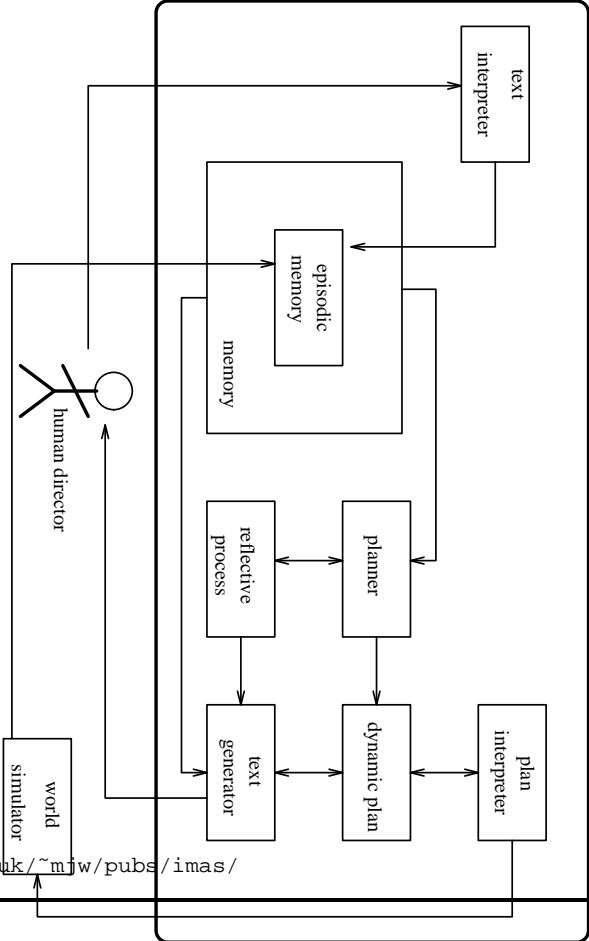 text
interpreter
episodic
memory
memory
human director
planner
reflective
process
plan
interpreter
dynamic plan
text
generator
world
simulator
uk/~mjw/pubs/imas/